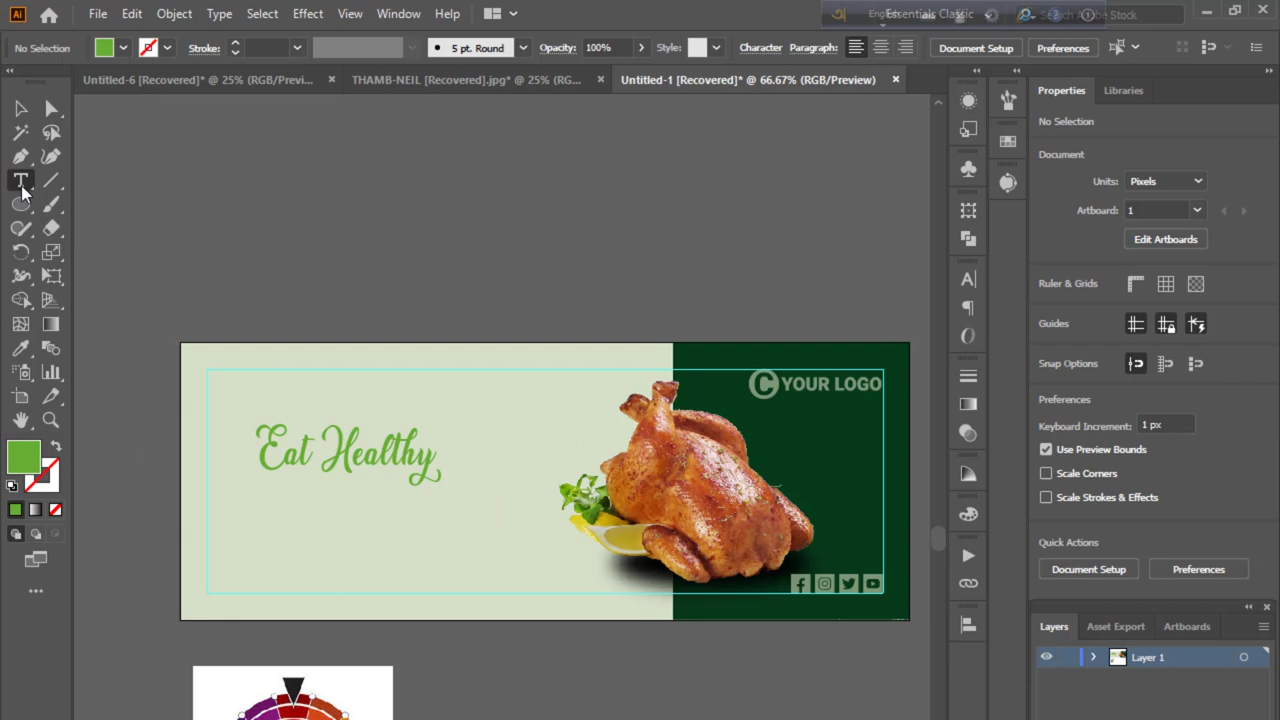 Ai
File Edit Object Type Select Effect View Window Help
Essentials Classic
No Selection
Stroke:
5 pt. Round
Opacity: 100%
Style:
Character
Paragraph:
Document Setup
Preferences
Untitled-6 [Recovered]* @ 25% (RGB/Previ...
THAMB-NEIL [Recovered].jpg* @ 25% (RG...
Untitled-1 [Recovered]* @ 66.67% (RGB/Preview)
Properties
Libraries
No Selection
Document
Units: Pixels
Artboard: 1
Edit Artboards
Ruler & Grids
Guides
Snap Options
Preferences
Keyboard Increment: 1 px
Use Preview Bounds
Scale Corners
Scale Strokes & Effects
Quick Actions
Document Setup
Preferences
Layers
Asset Export
Artboards
Layer 1
C YOUR LOGO
Eat Healthy